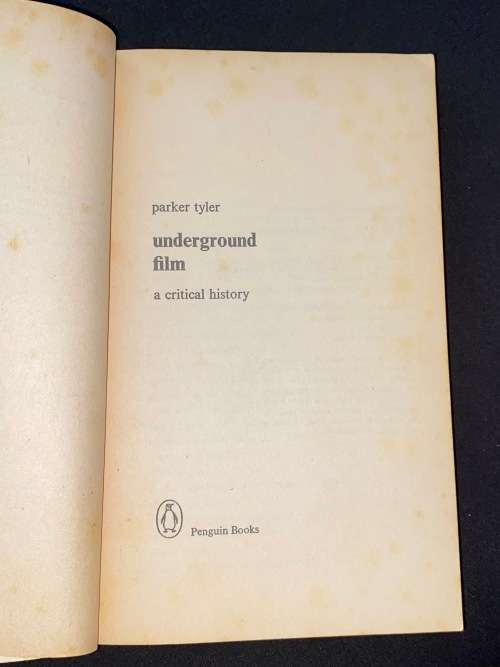 parker tyler
underground
film
a critical history
Penguin Books